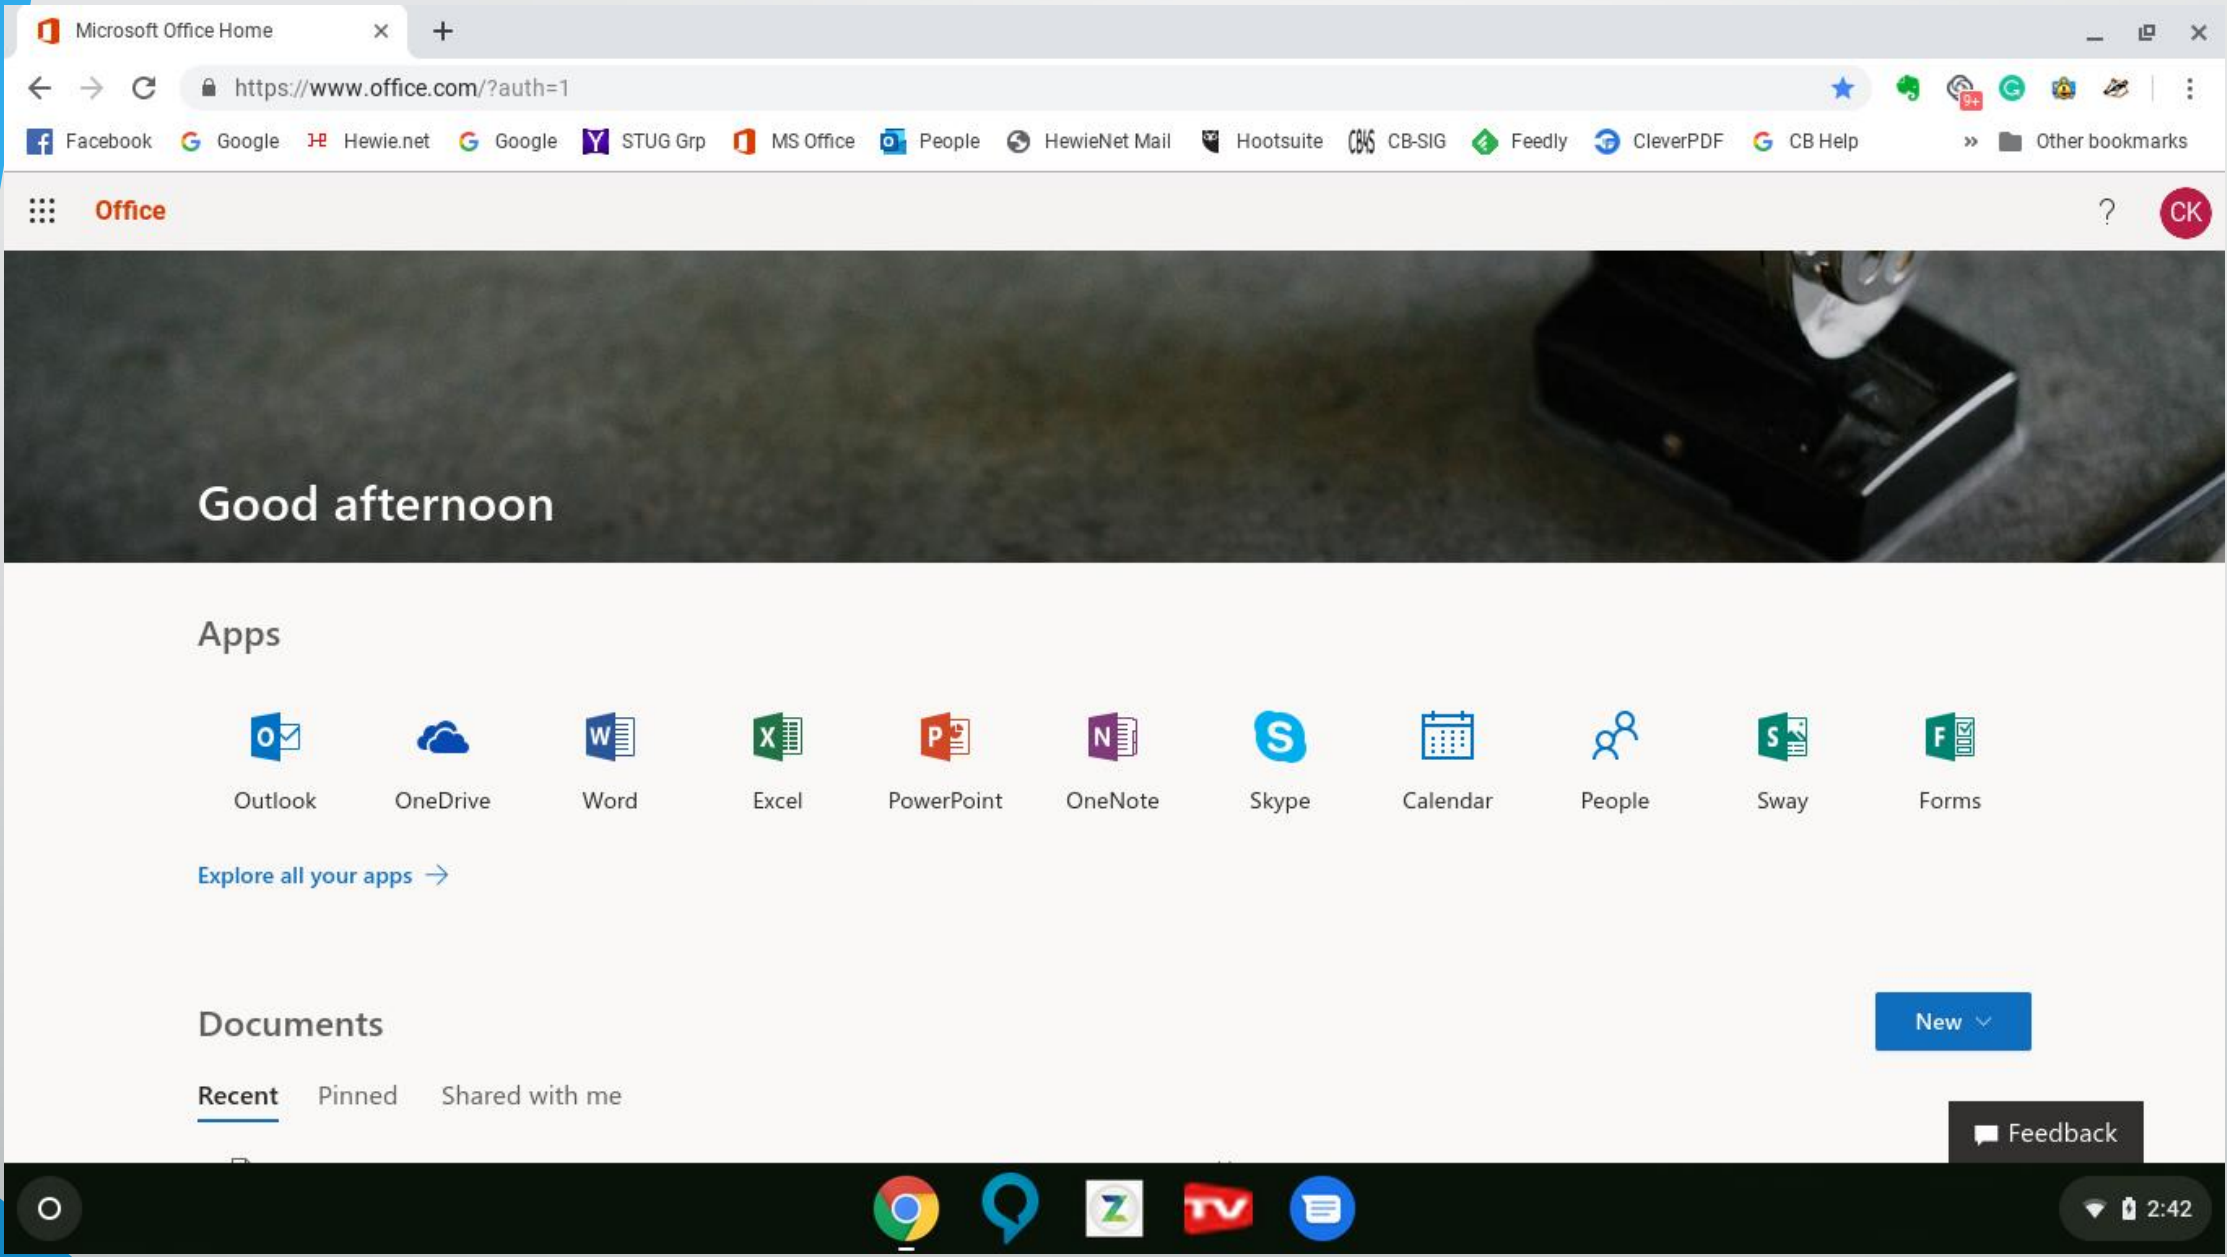 Microsoft Office Home
https://www.office.com/?auth=1
9+
Facebook Google Hewie.net Google STUG Grp MS Office People HewieNet Mail Hootsuite CB-SIG Feedly CleverPDF CB Help » Other bookmarks
Office ? CK
Good afternoon
Apps
Outlook OneDrive Word Excel PowerPoint OneNote Skype Calendar People Sway Forms
Explore all your apps →
Documents New
Recent Pinned Shared with me
Feedback
TV
2:42